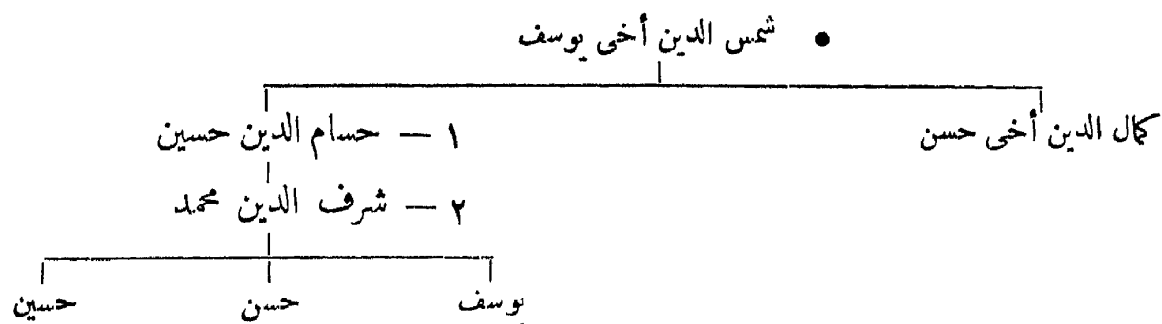 ● شمس الدين أخى يوسف
كمال الدين أخى حسن ١ — حسام الدين حسين
٢ — شرف الدين محمد
يوسف حسن حسين